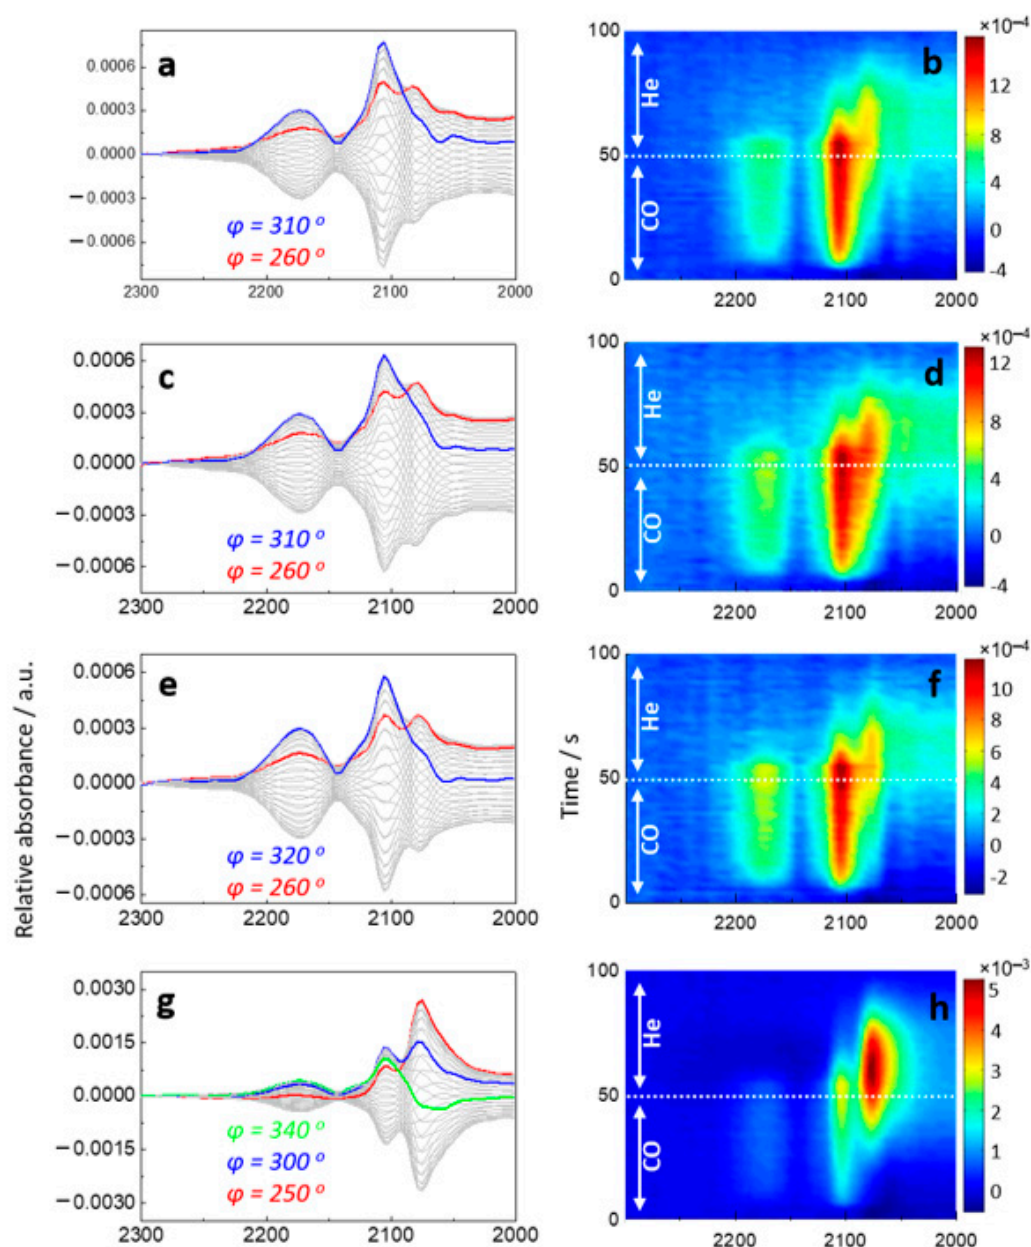 a
0.0006
0.0003
0.0000
−0.0003
−0.0006
φ = 310 °
φ = 260 °
2300 2200 2100 2000
b
100
50
0
He
CO
2200 2100 2000
×10⁻⁴
12
8
4
0
-4
c
0.0006
0.0003
0.0000
−0.0003
−0.0006
φ = 310 °
φ = 260 °
2300 2200 2100 2000
d
100
50
0
He
CO
2200 2100 2000
×10⁻⁴
12
8
4
0
-4
Relative absorbance / a.u.
e
0.0006
0.0003
0.0000
−0.0003
−0.0006
φ = 320 °
φ = 260 °
2300 2200 2100 2000
Time / s
f
100
50
0
He
CO
2200 2100 2000
×10⁻⁴
10
8
6
4
2
0
-2
g
0.0030
0.0015
0.0000
−0.0015
−0.0030
φ = 340 °
φ = 300 °
φ = 250 °
2300 2200 2100 2000
h
100
50
0
He
CO
2200 2100 2000
×10⁻³
5
4
3
2
1
0